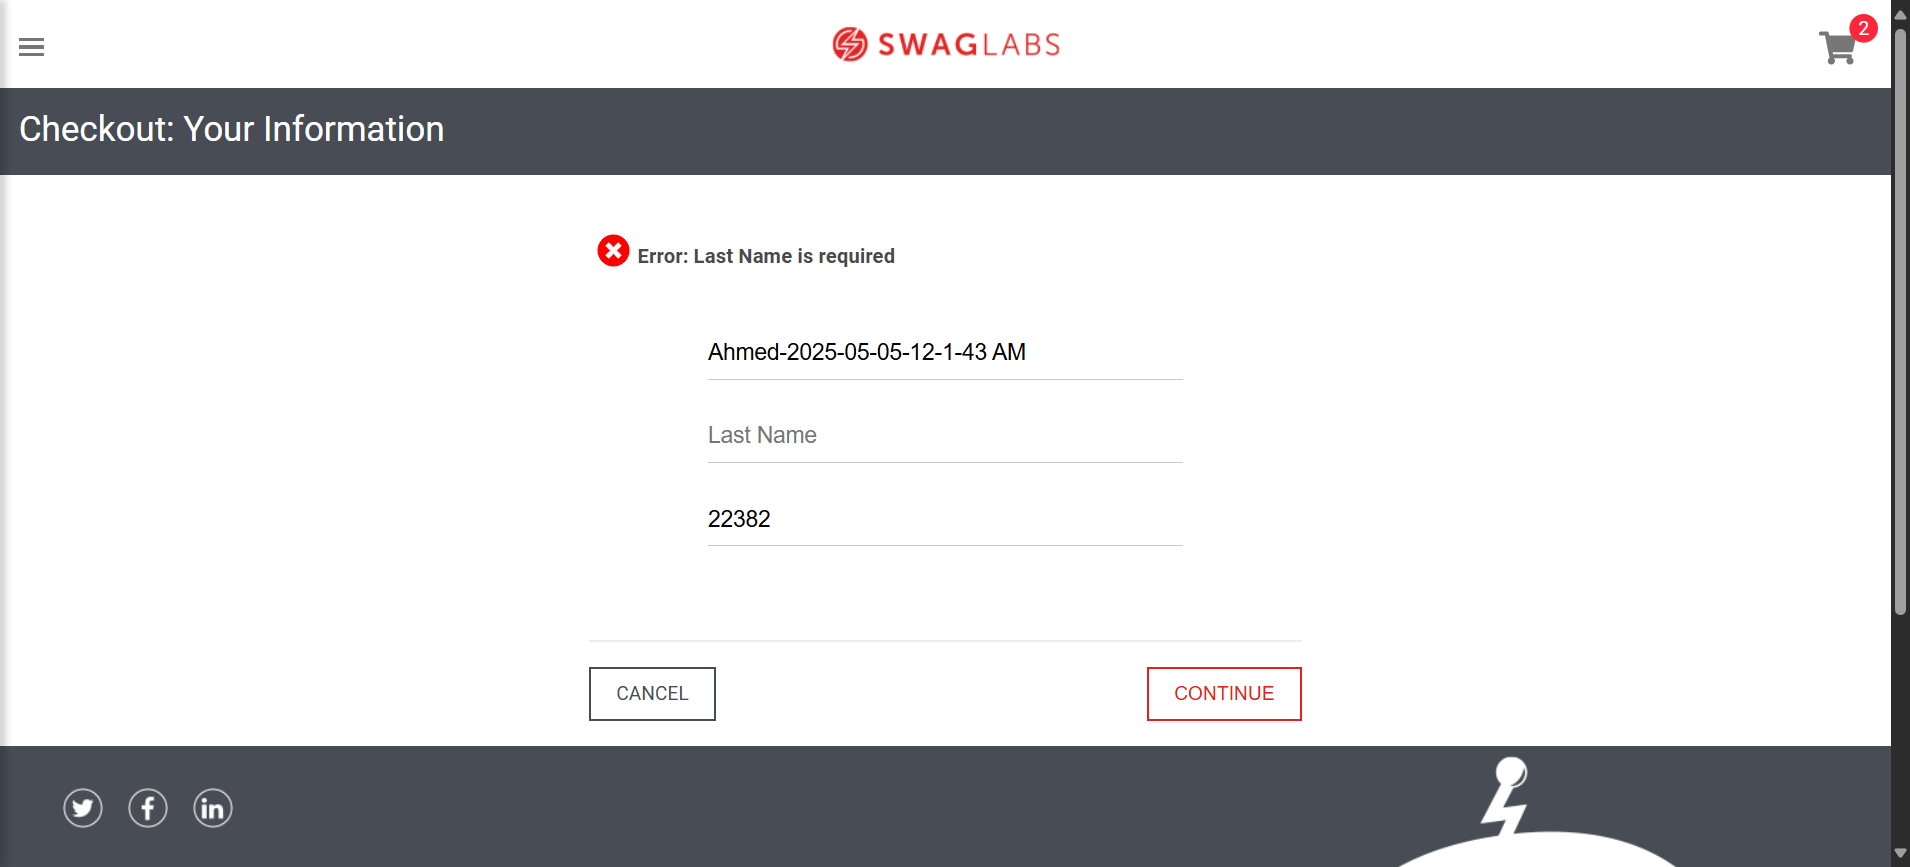 SWAGLABS
2
Checkout: Your Information
Error: Last Name is required
Ahmed-2025-05-05-12-1-43 AM
Last Name
22382
CANCEL
CONTINUE